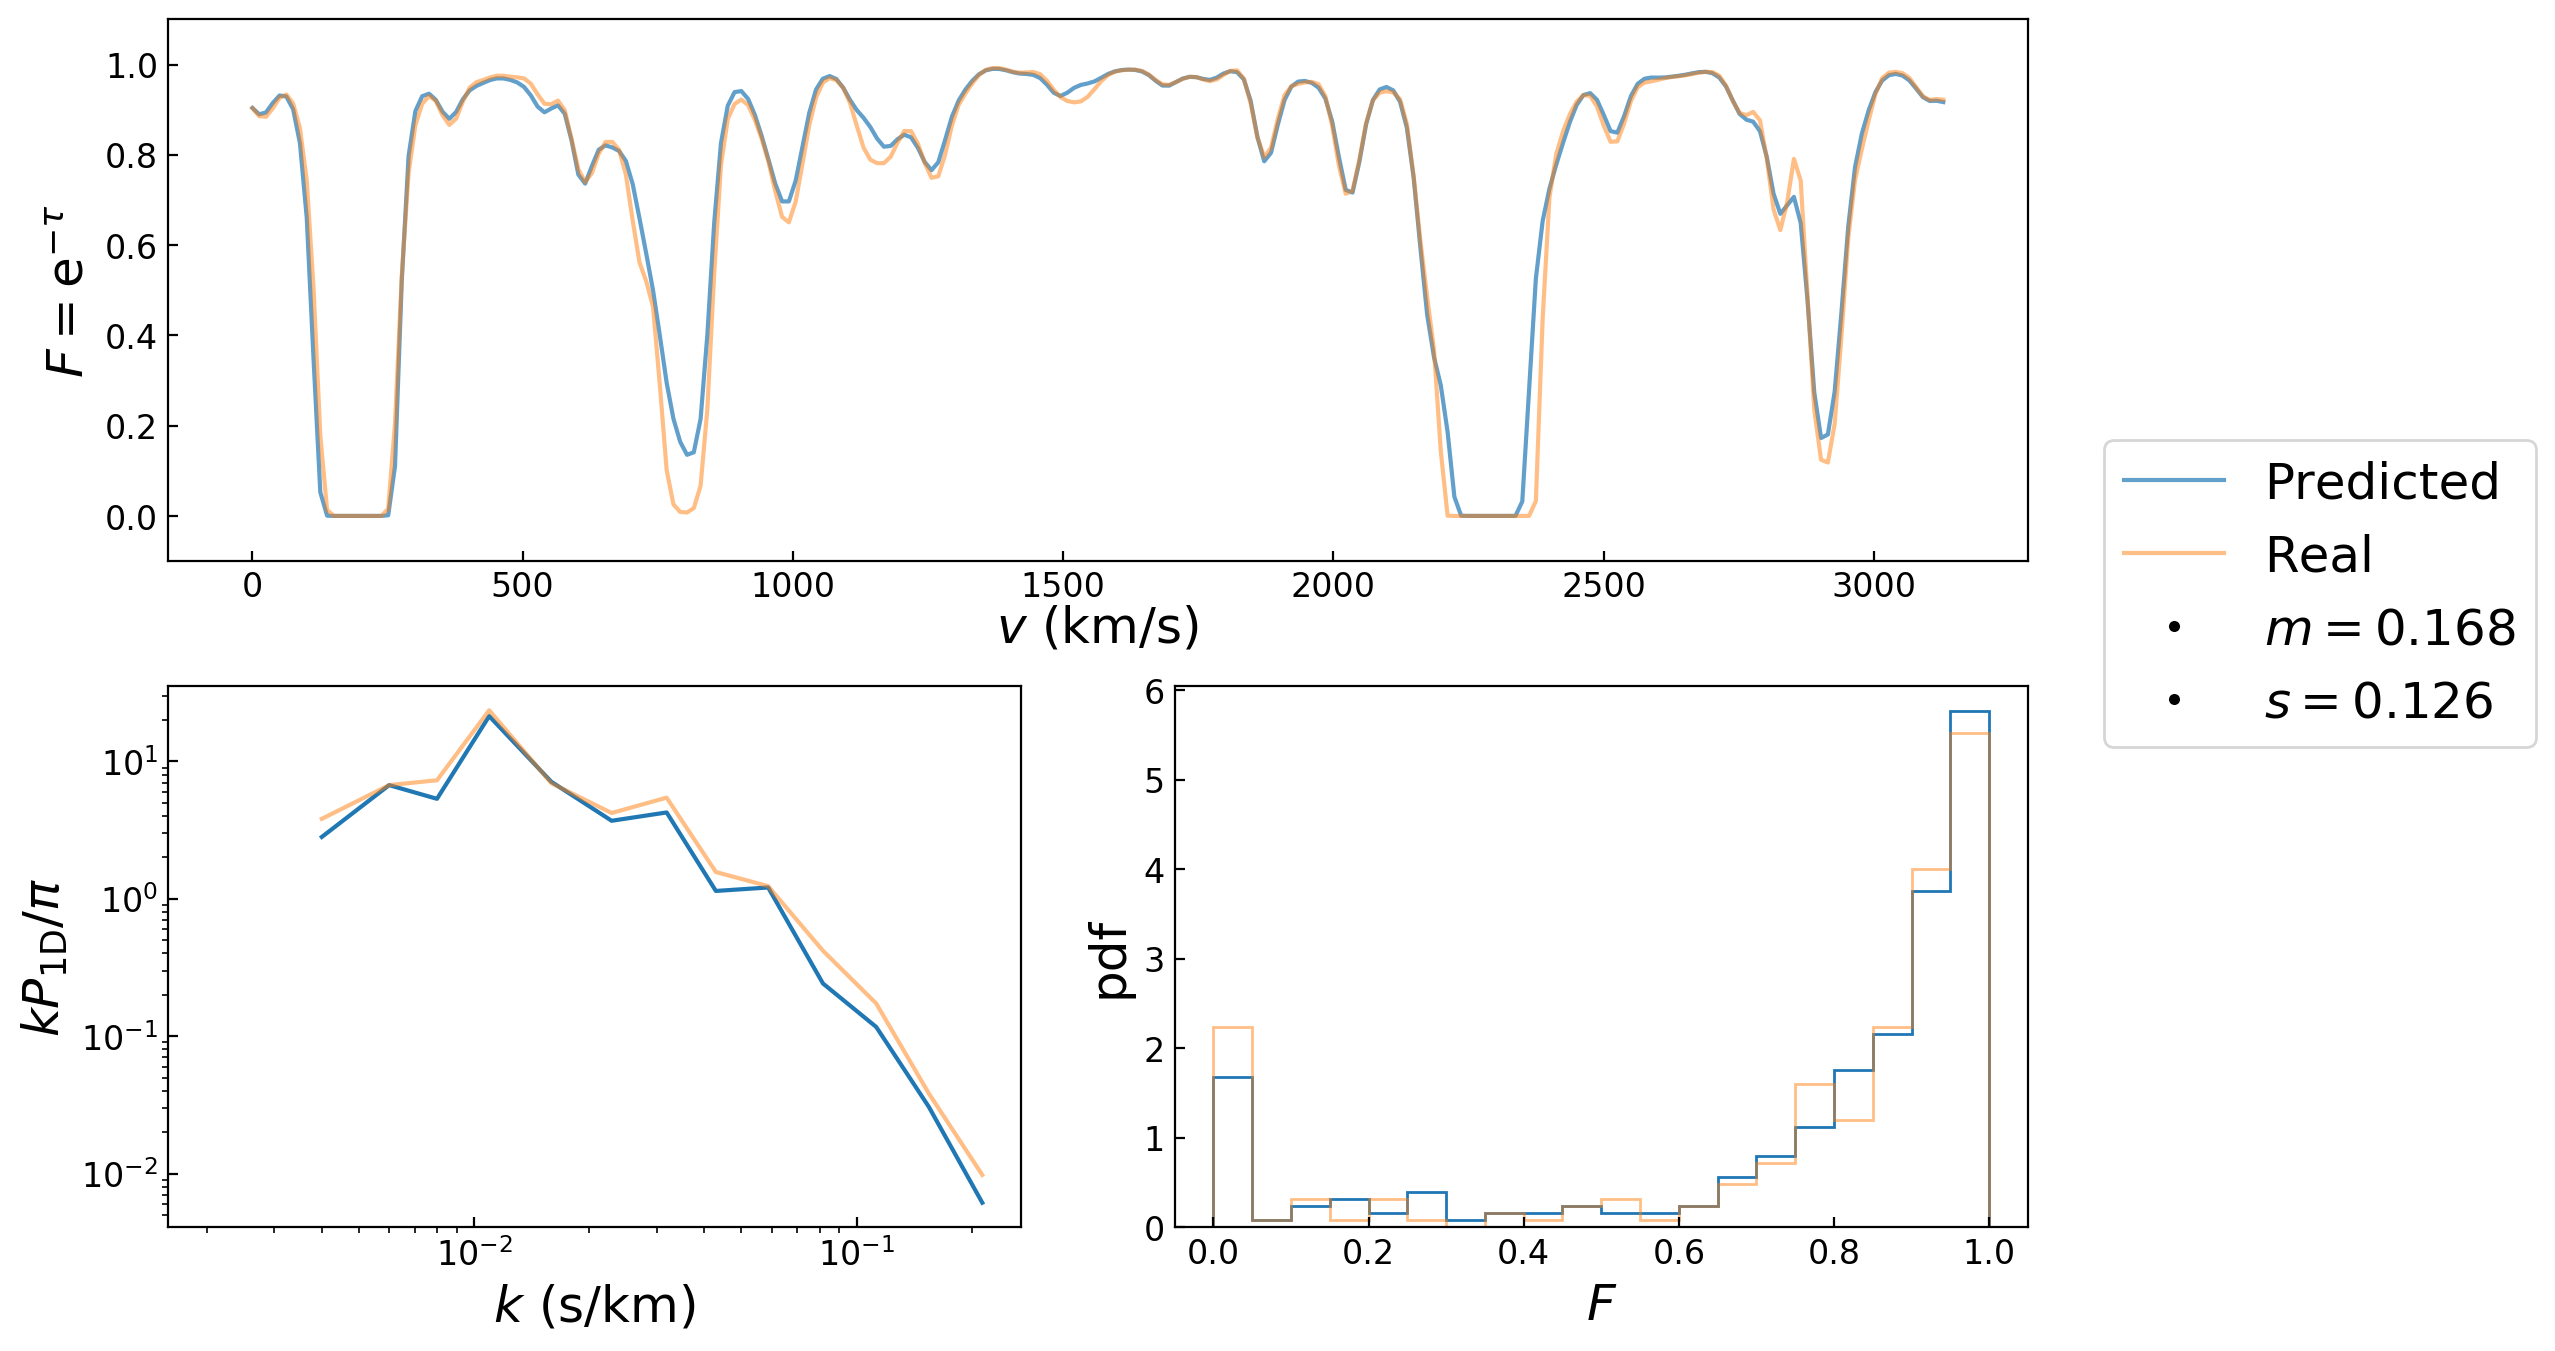 1.0
0.8
0.6
0.4
0.2
0.0
F = e^{-τ}
0 500 1000 1500 2000 2500 3000
v (km/s)
Predicted
Real
m = 0.168
s = 0.126
10^1
10^0
10^{-1}
10^{-2}
kP_{1D}/π
10^{-2} 10^{-1}
k (s/km)
6
5
4
3
2
1
0
pdf
0.0 0.2 0.4 0.6 0.8 1.0
F